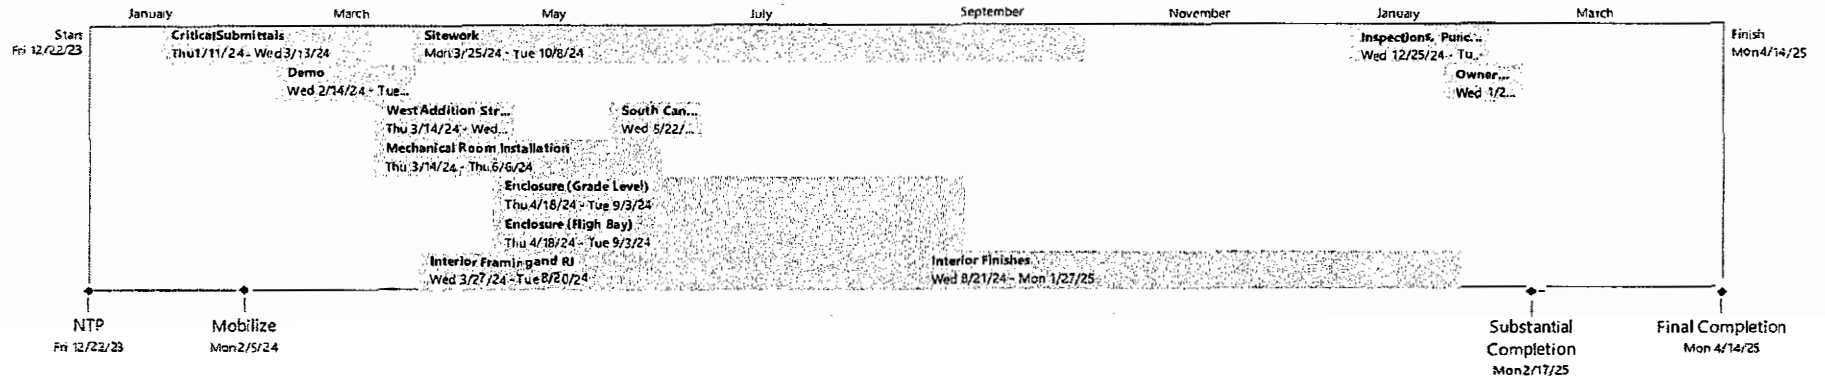 January March May July September November January March
Start
Fri 12/22/23
Critical Submittals
Thu 1/11/24 - Wed 3/13/24
Sitework
Mon 3/25/24 - Tue 10/8/24
Inspections, Punc...
Wed 12/25/24 - Tu...
Finish
Mon 4/14/25
Demo
Wed 2/14/24 - Tue...
Owner...
Wed 1/2...
West Addition Str...
Thu 3/14/24 - Wed...
South Can...
Wed 5/22/...
Mechanical Room Installation
Thu 3/14/24 - Thu 6/6/24
Enclosure (Grade Level)
Thu 4/18/24 - Tue 9/3/24
Enclosure (High Bay)
Thu 4/18/24 - Tue 9/3/24
Interior Framing and RI
Wed 3/27/24 - Tue 8/20/24
Interior Finishes
Wed 8/21/24 - Mon 1/27/25
NTP
Fri 12/22/23
Mobilize
Mon 2/5/24
Substantial
Completion
Mon 2/17/25
Final Completion
Mon 4/14/25